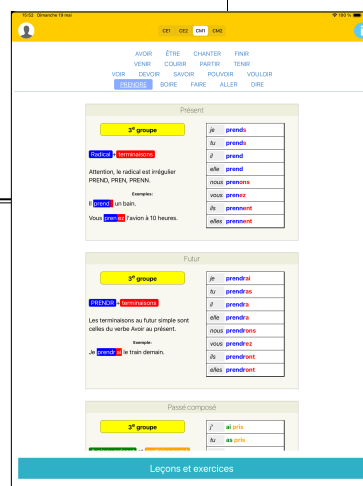 15:53 Dimanche 19 mai
100 %
CE1 CE2 CM1 CM2
AVOIR ÊTRE CHANTER FINIR
VENIR COURIR PARTIR TENIR
VOIR DEVOIR SAVOIR POUVOIR VOULOIR
PRENDRE BOIRE FAIRE ALLER DIRE
Présent
3e groupe
Radical + terminaisons
Attention, le radical est irrégulier
PREND, PREN, PRENN.
Exemples:
Il prend un bain.
Vous prenez l'avion à 10 heures.
je prends
tu prends
il prend
elle prend
nous prenons
vous prenez
ils prennent
elles prennent
Futur
3e groupe
PRENDR + terminaisons
Les terminaisons au futur simple sont
celles du verbe Avoir au présent.
Exemple:
Je prendrai le train demain.
je prendrai
tu prendras
il prendra
elle prendra
nous prendrons
vous prendrez
ils prendront
elles prendront
Passé composé
3e groupe
j' ai pris
tu as pris
Leçons et exercices